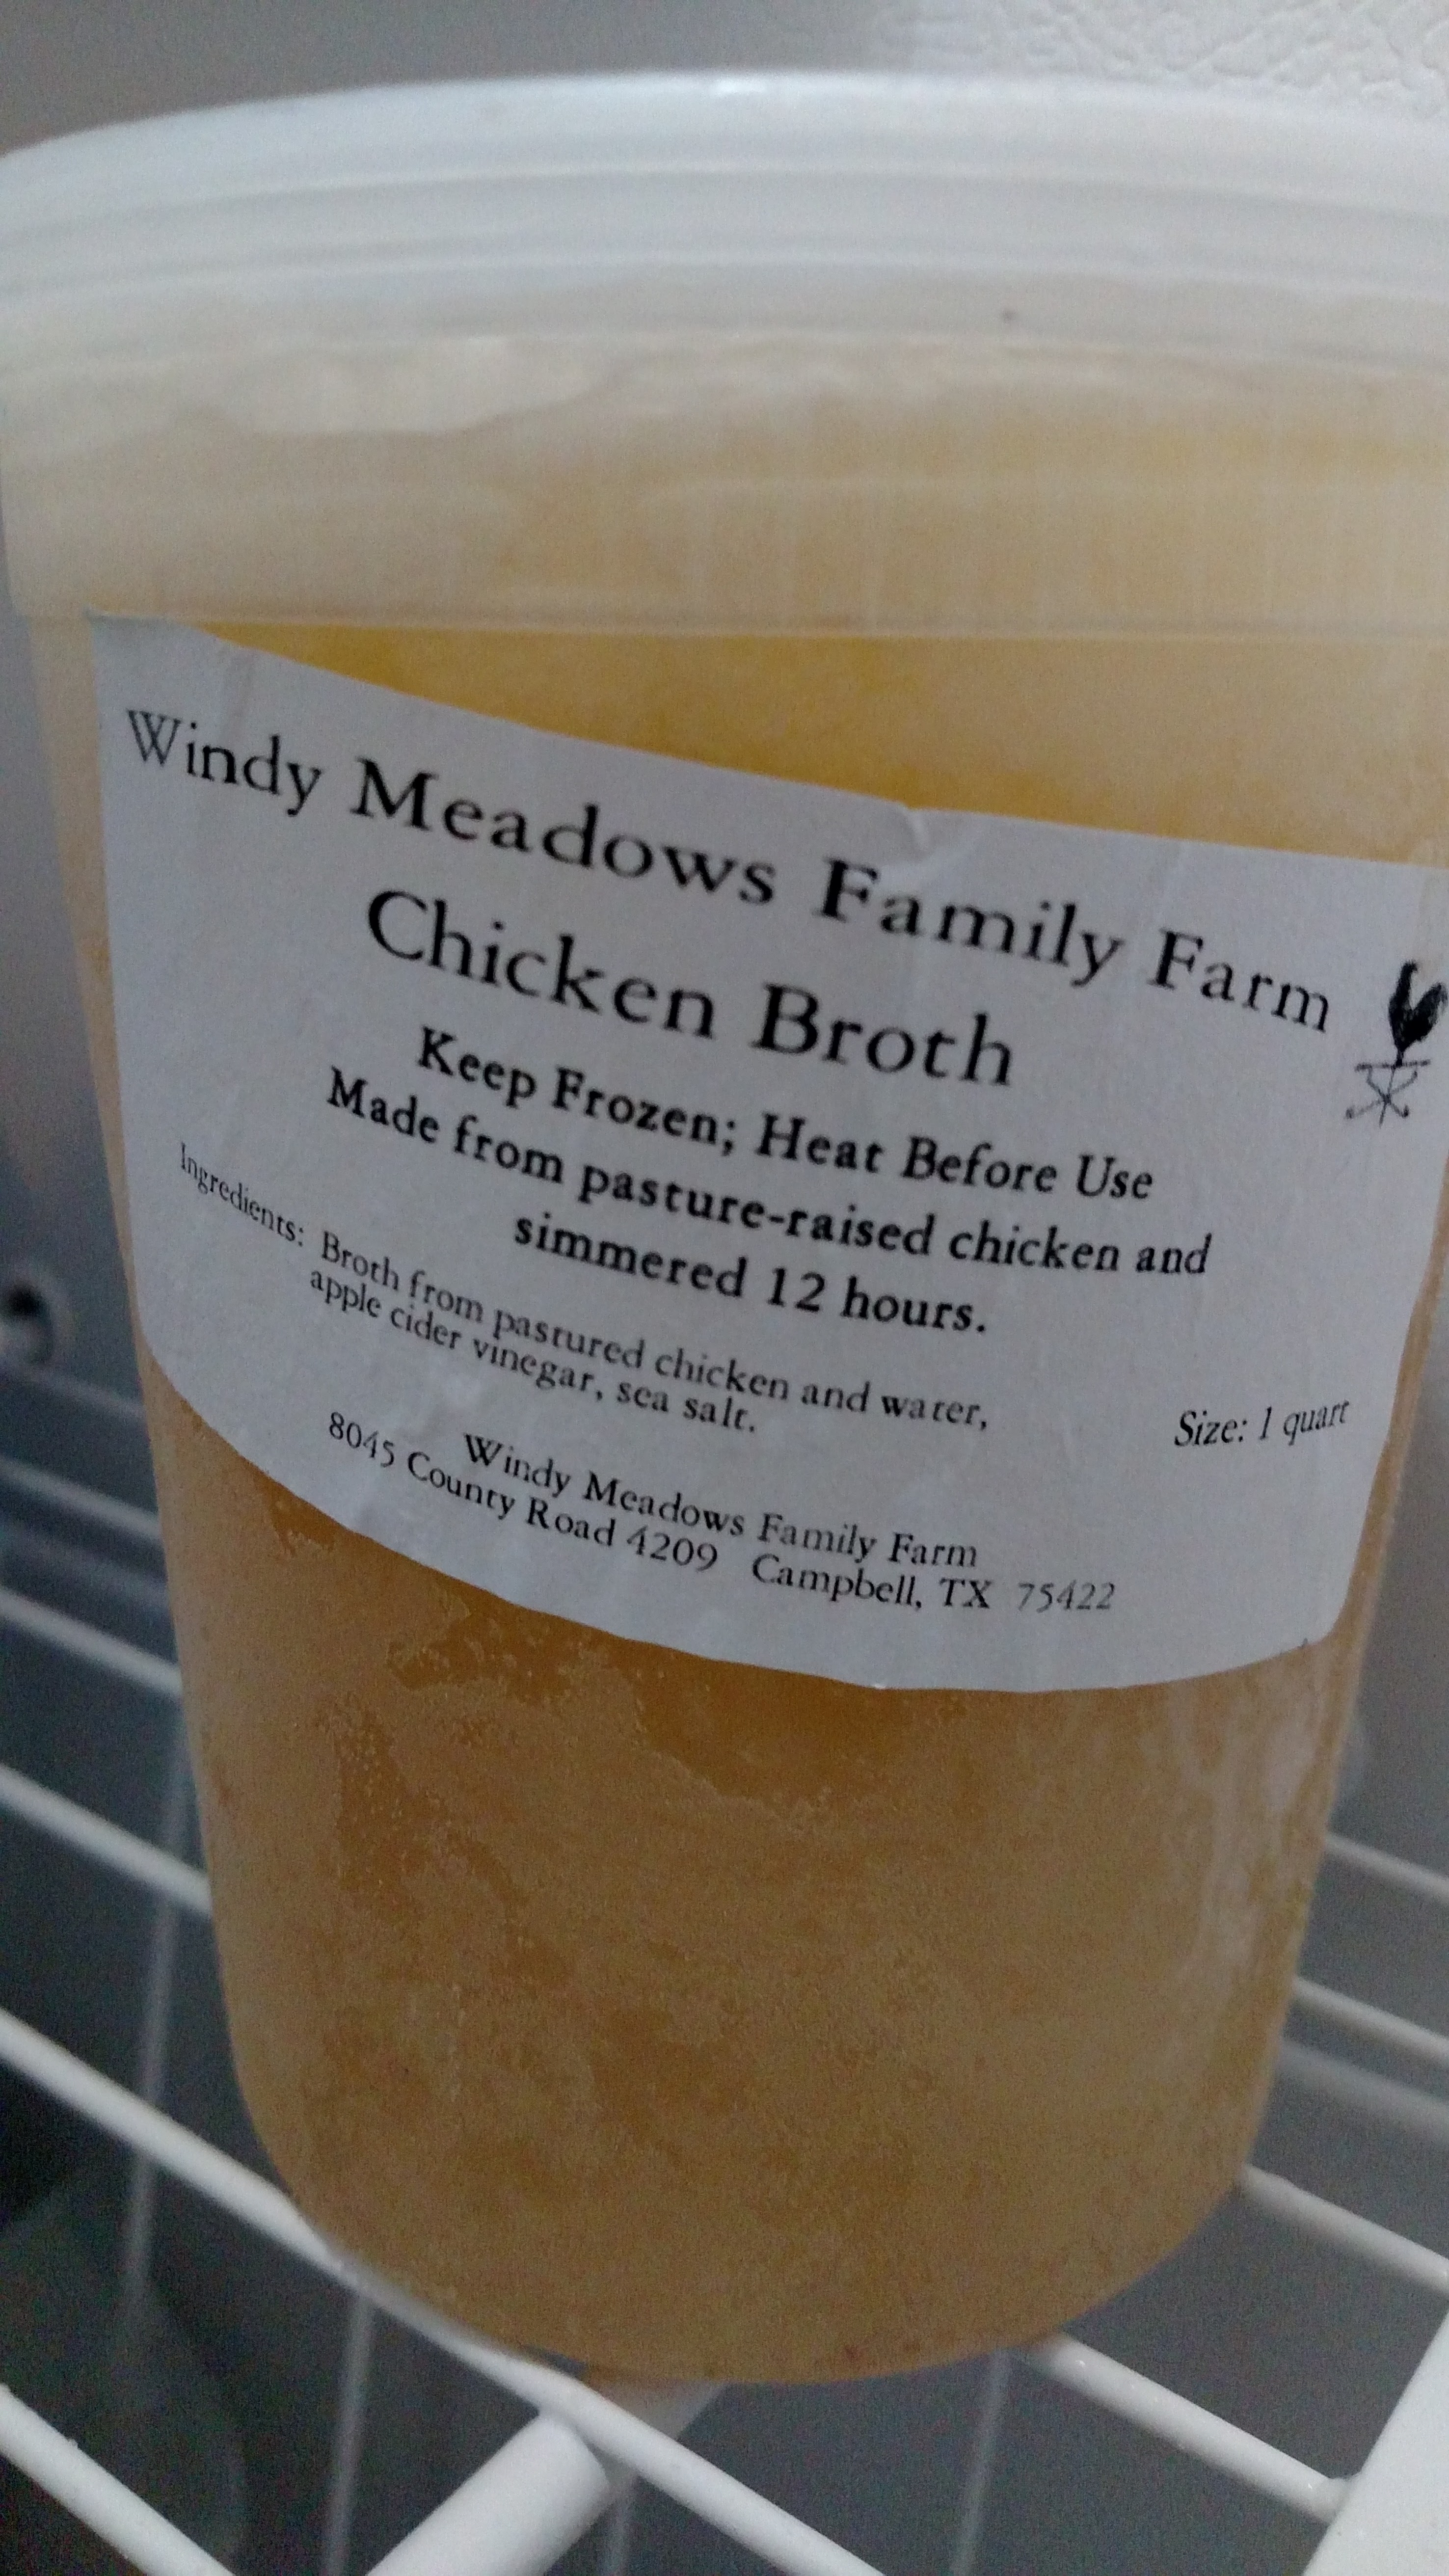 Windy Meadows Family Farm
Chicken Broth
Keep Frozen; Heat Before Use
Made from pasture-raised chicken and
simmered 12 hours.
Ingredients: Broth from pastured chicken and water,
apple cider vinegar, sea salt.
Size: 1 quart
Windy Meadows Family Farm
8045 County Road 4209 Campbell, TX 75422